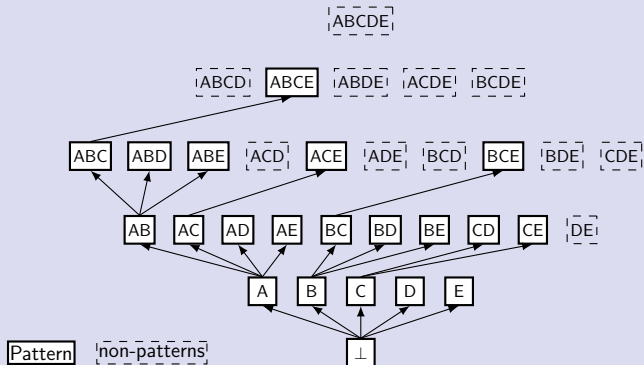 ABCDE
ABCD ABCE ABDE ACDE BCDE
ABC ABD ABE ACD ACE ADE BCD BCE BDE CDE
AB AC AD AE BC BD BE CD CE DE
A B C D E
Pattern non-patterns ⊥